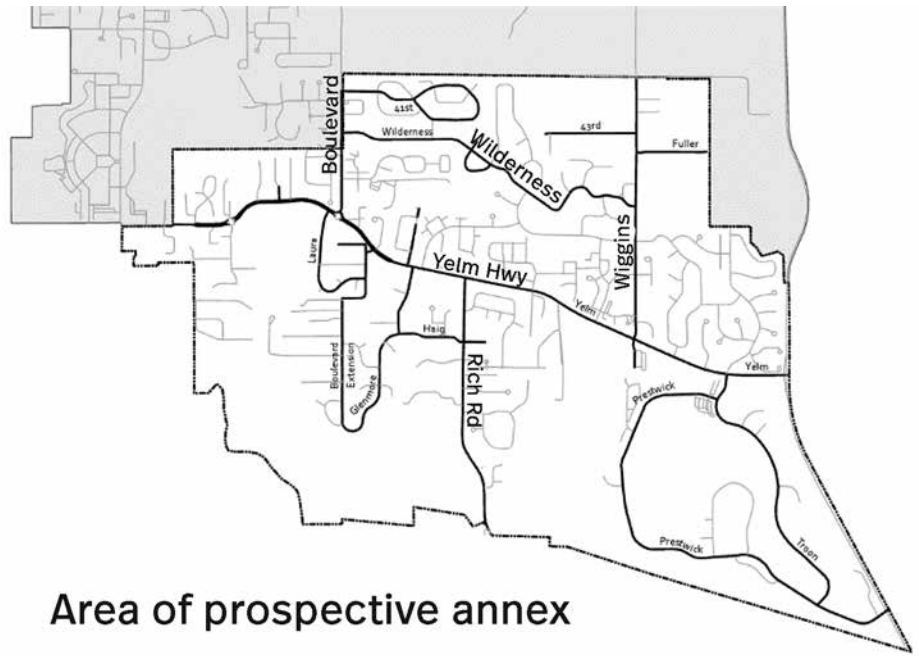 Boulevard
41st
Wilderness
Wilderness
43rd
Fuller
Wiggins
Laura
Yelm Hwy
Yelm
Haig
Boulevard
Extension
Glenmore
Rich Rd
Yelm
Prestwick
Prestwick
Troon
Area of prospective annex